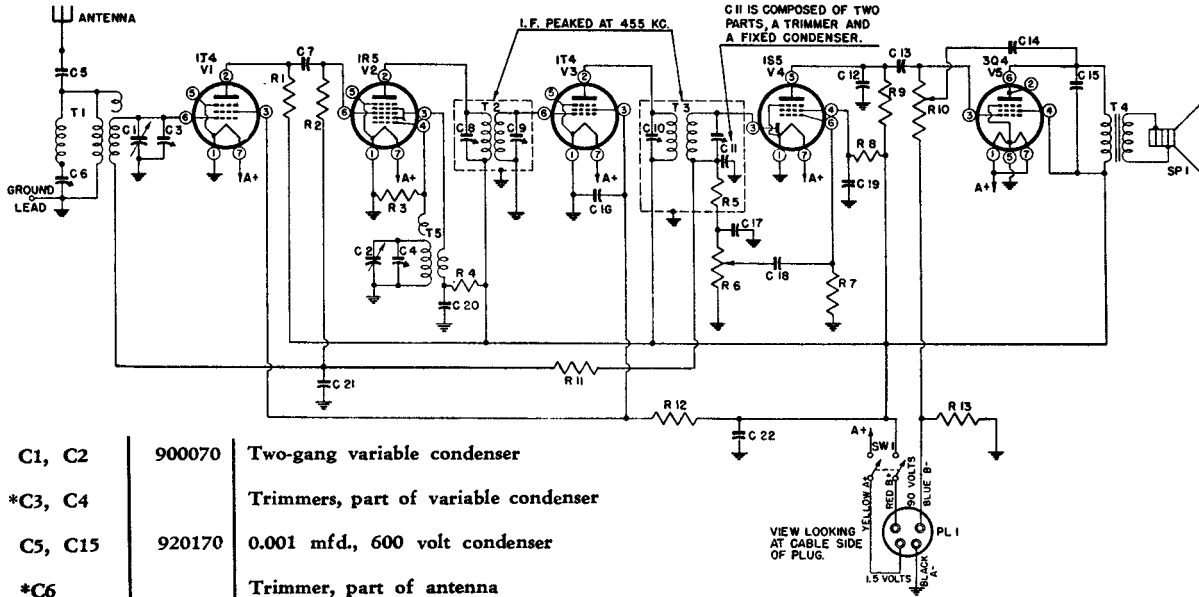 ANTENNA
I.F. PEAKED AT 455 KC.
C11 IS COMPOSED OF TWO
PARTS, A TRIMMER AND
A FIXED CONDENSER.
1T4
V1
C7
1R5
V2
1T4
V3
1S5
V4
C13
C14
3Q4
V5
C5
R1
R2
C12
R9
R10
C15
T1
C1
C3
T2
C8
C9
T3
C10
C11
T4
SP1
C6
GROUND
LEAD
A+
R3
A+
A+
C16
R5
A+
R8
C19
A+
T5
C2
C4
R4
C20
C17
R6
C18
R7
C21
R11
R12
C22
R13
A+
SW1
YELLOW A+
RED B+
90 VOLTS
BLUE B-
PL1
VIEW LOOKING
AT CABLE SIDE
OF PLUG.
1.5 VOLTS
BLACK
A-
C1, C2 900070 Two-gang variable condenser
*C3, C4 Trimmers, part of variable condenser
C5, C15 920170 0.001 mfd., 600 volt condenser
*C6 Trimmer, part of antenna